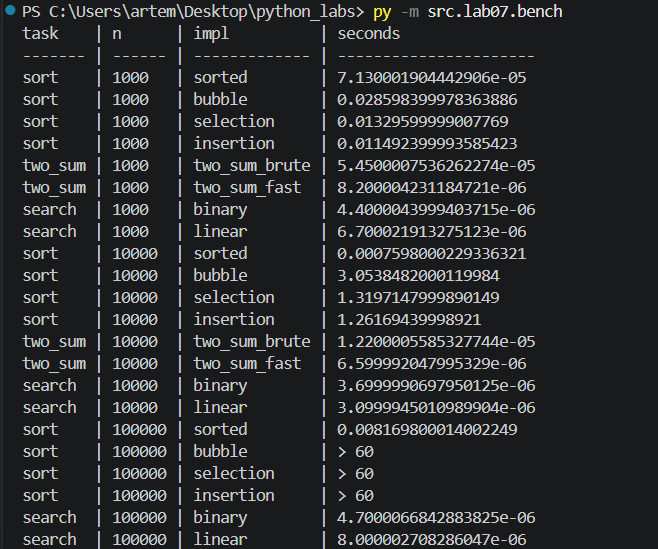 PS C:\Users\artem\Desktop\python_labs> py -m src.lab07.bench
task    | n      | impl          | seconds
------- | ------ | ------------- | ----------------------
sort    | 1000   | sorted        | 7.130001904442906e-05
sort    | 1000   | bubble        | 0.028598399978363886
sort    | 1000   | selection     | 0.01329599999007769
sort    | 1000   | insertion     | 0.011492399993585423
two_sum | 1000   | two_sum_brute | 5.4500007536262274e-05
two_sum | 1000   | two_sum_fast  | 8.200004231184721e-06
search  | 1000   | binary        | 4.4000043999403715e-06
search  | 1000   | linear        | 6.700021913275123e-06
sort    | 10000  | sorted        | 0.0007598000229336321
sort    | 10000  | bubble        | 3.0538482000119984
sort    | 10000  | selection     | 1.3197147999890149
sort    | 10000  | insertion     | 1.26169439998921
two_sum | 10000  | two_sum_brute | 1.2200005585327744e-05
two_sum | 10000  | two_sum_fast  | 6.599992047995329e-06
search  | 10000  | binary        | 3.6999990697950125e-06
search  | 10000  | linear        | 3.0999945010989904e-06
sort    | 100000 | sorted        | 0.008169800014002249
sort    | 100000 | bubble        | > 60
sort    | 100000 | selection     | > 60
sort    | 100000 | insertion     | > 60
search  | 100000 | binary        | 4.7000066842883825e-06
search  | 100000 | linear        | 8.000002708286047e-06